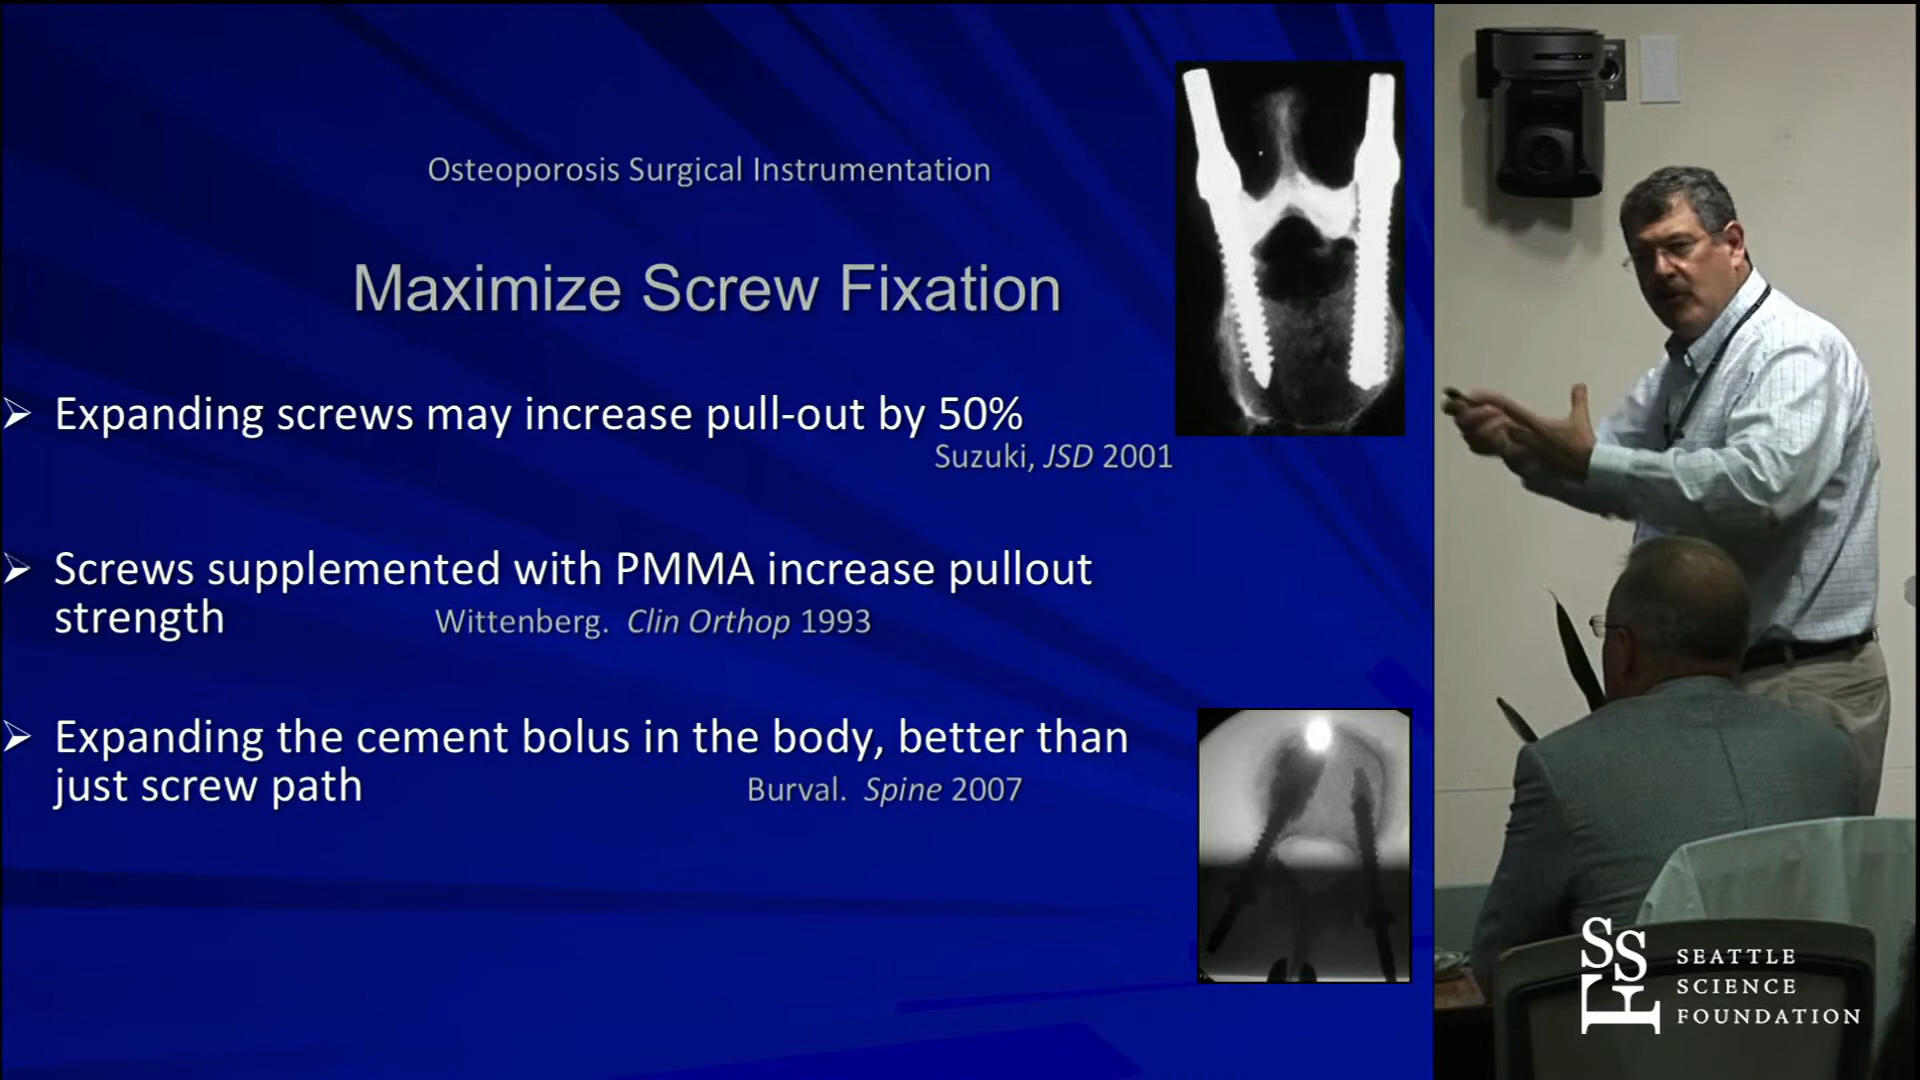 Osteoporosis Surgical Instrumentation
Maximize Screw Fixation
➢ Expanding screws may increase pull-out by 50%
Suzuki, JSD 2001
➢ Screws supplemented with PMMA increase pullout
strength Wittenberg. Clin Orthop 1993
➢ Expanding the cement bolus in the body, better than
just screw path Burval. Spine 2007
SSF
SEATTLE
SCIENCE
FOUNDATION